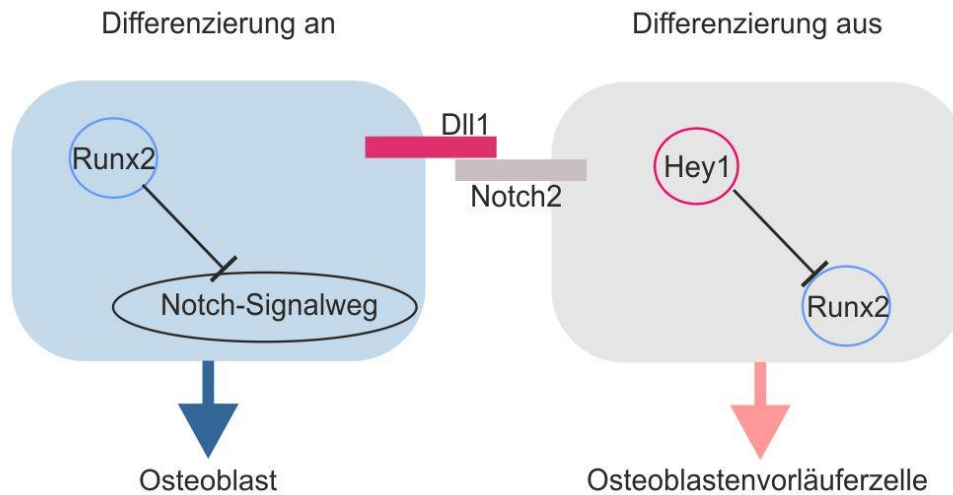 Differenzierung an
Differenzierung aus
Dll1
Runx2
Hey1
Notch2
Notch-Signalweg
Runx2
Osteoblast
Osteoblastenvorläuferzelle